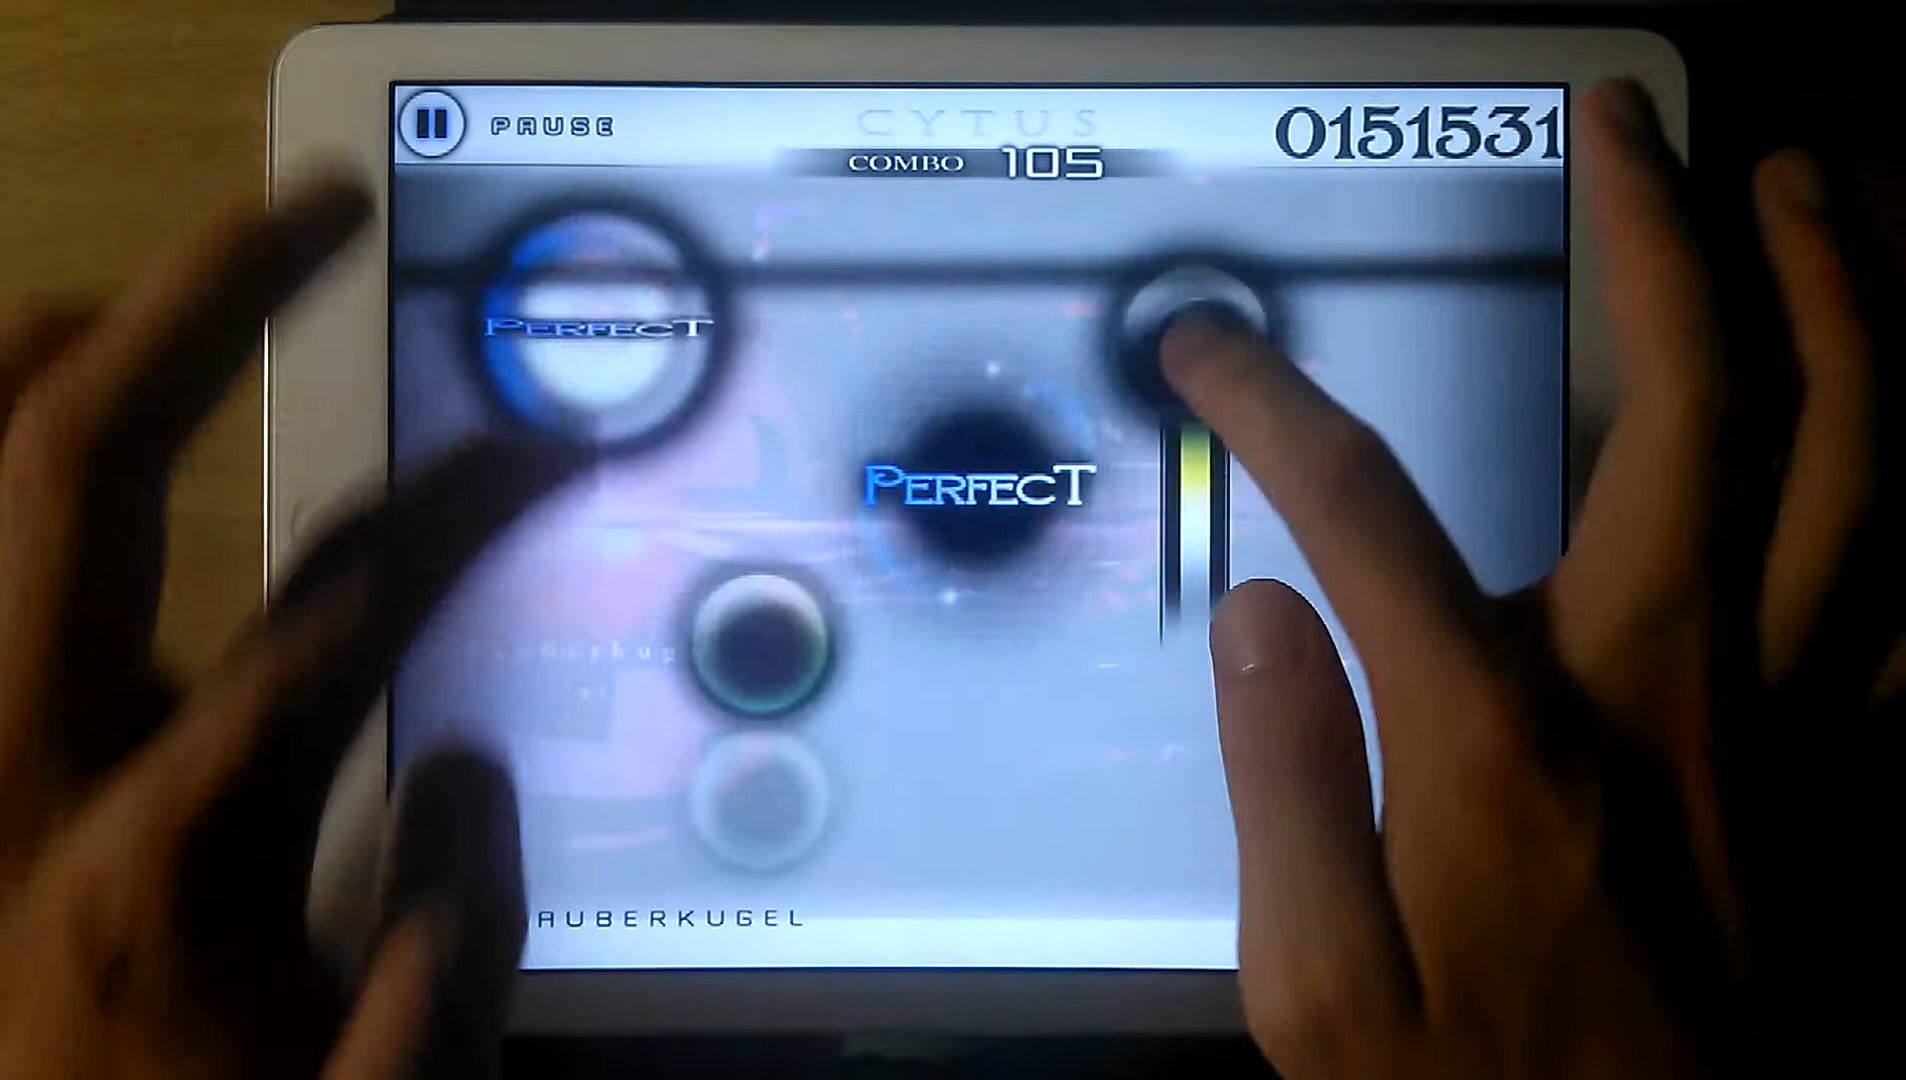 PAUSE
CYTUS
0151531
COMBO 105
PERFECT
PERFECT
AUBERKUGEL